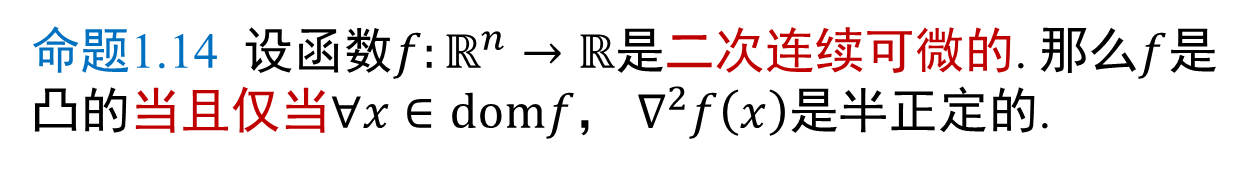 命题1.14 设函数𝑓: ℝⁿ → ℝ是二次连续可微的. 那么𝑓是
凸的当且仅当∀𝑥 ∈ dom𝑓， ∇²𝑓(𝑥)是半正定的.